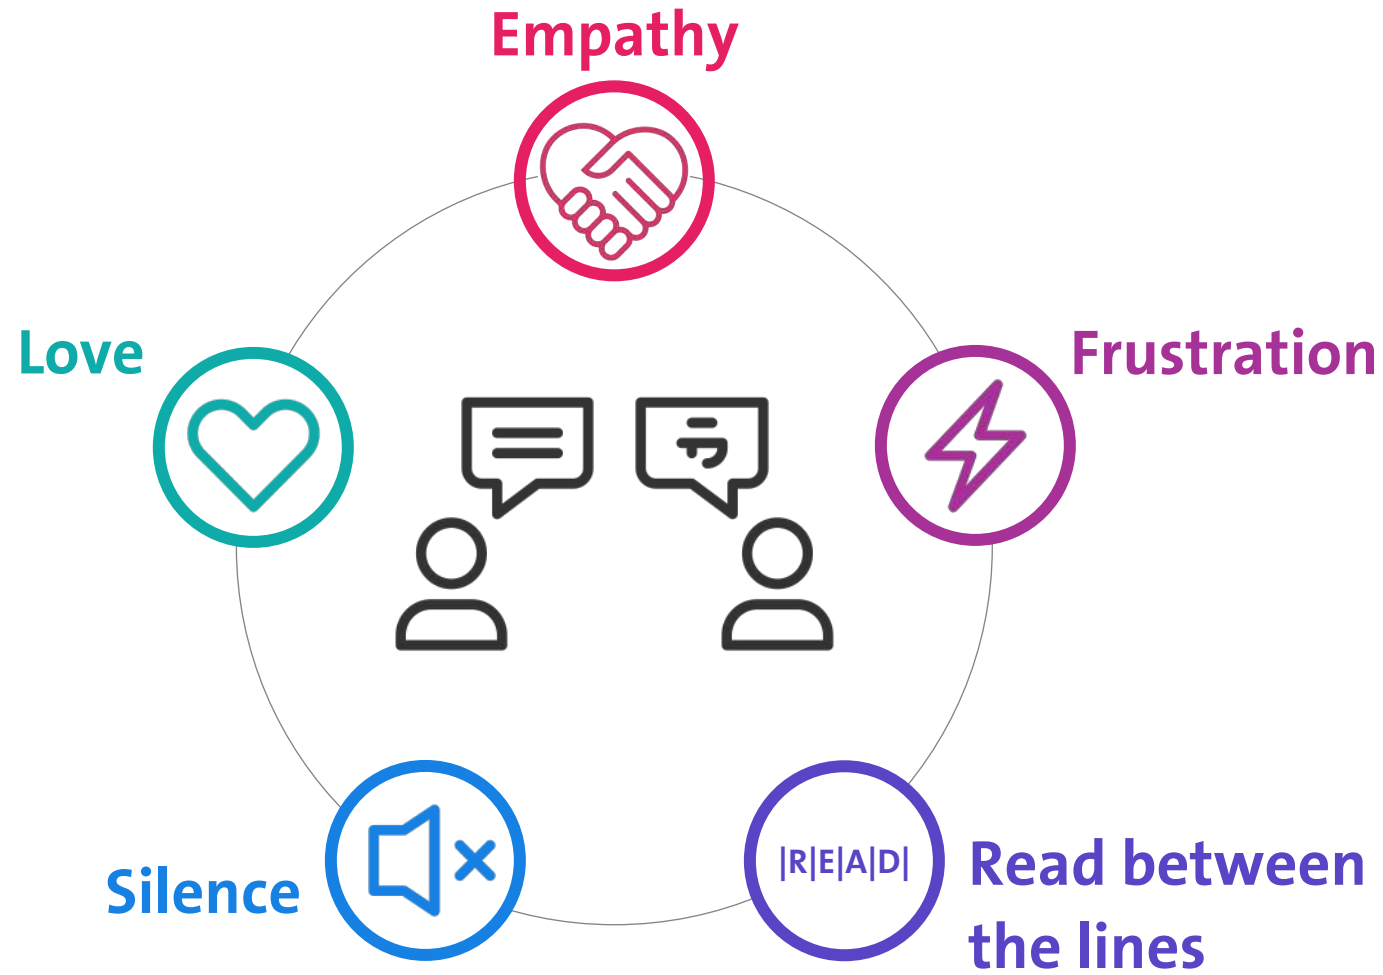 Empathy
Love
Frustration
|R|E|A|D|
Read between
the lines
Silence